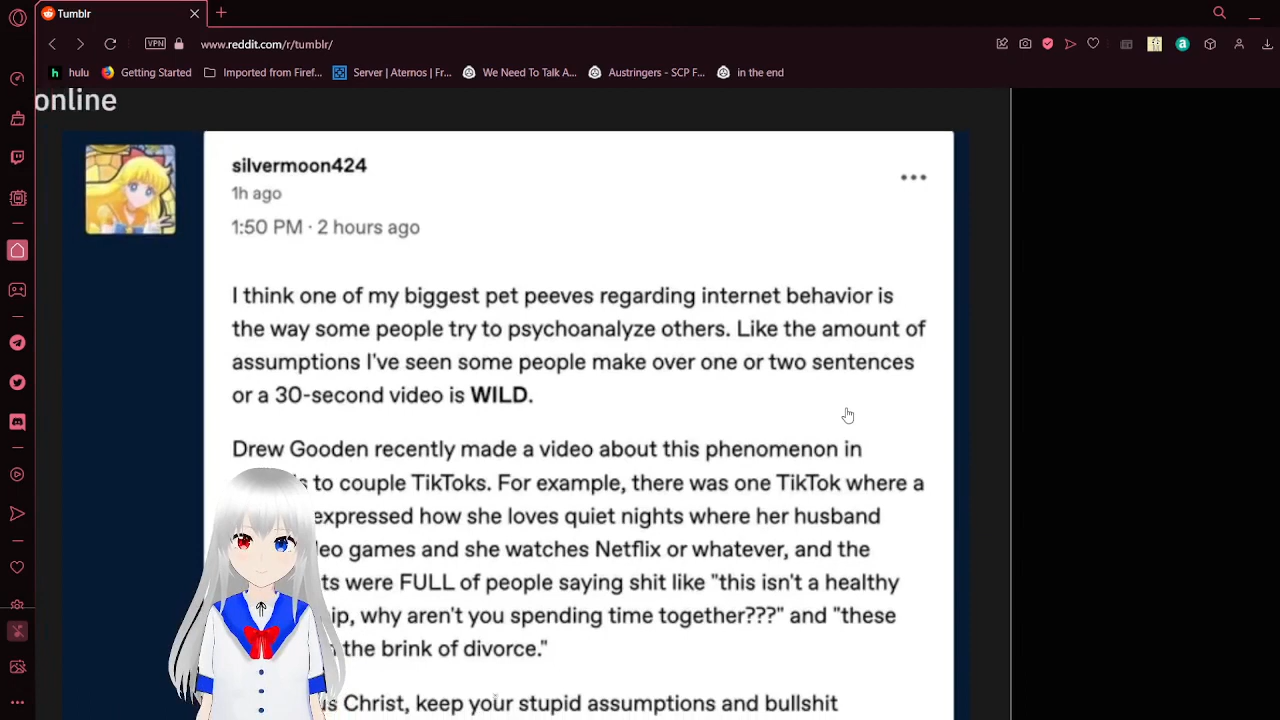 Tumblr
www.reddit.com/r/tumblr/
VPN
hulu
Getting Started
Imported from Firef...
Server | Aternos | Fr...
We Need To Talk A...
Austringers - SCP F...
in the end
online
silvermoon424
1h ago
1:50 PM · 2 hours ago
I think one of my biggest pet peeves regarding internet behavior is
the way some people try to psychoanalyze others. Like the amount of
assumptions I've seen some people make over one or two sentences
or a 30-second video is WILD.
Drew Gooden recently made a video about this phenomenon in
to couple TikToks. For example, there was one TikTok where a
expressed how she loves quiet nights where her husband
games and she watches Netflix or whatever, and the
were FULL of people saying shit like "this isn't a healthy
why aren't you spending time together???" and "these
the brink of divorce."
Christ, keep your stupid assumptions and bullshit